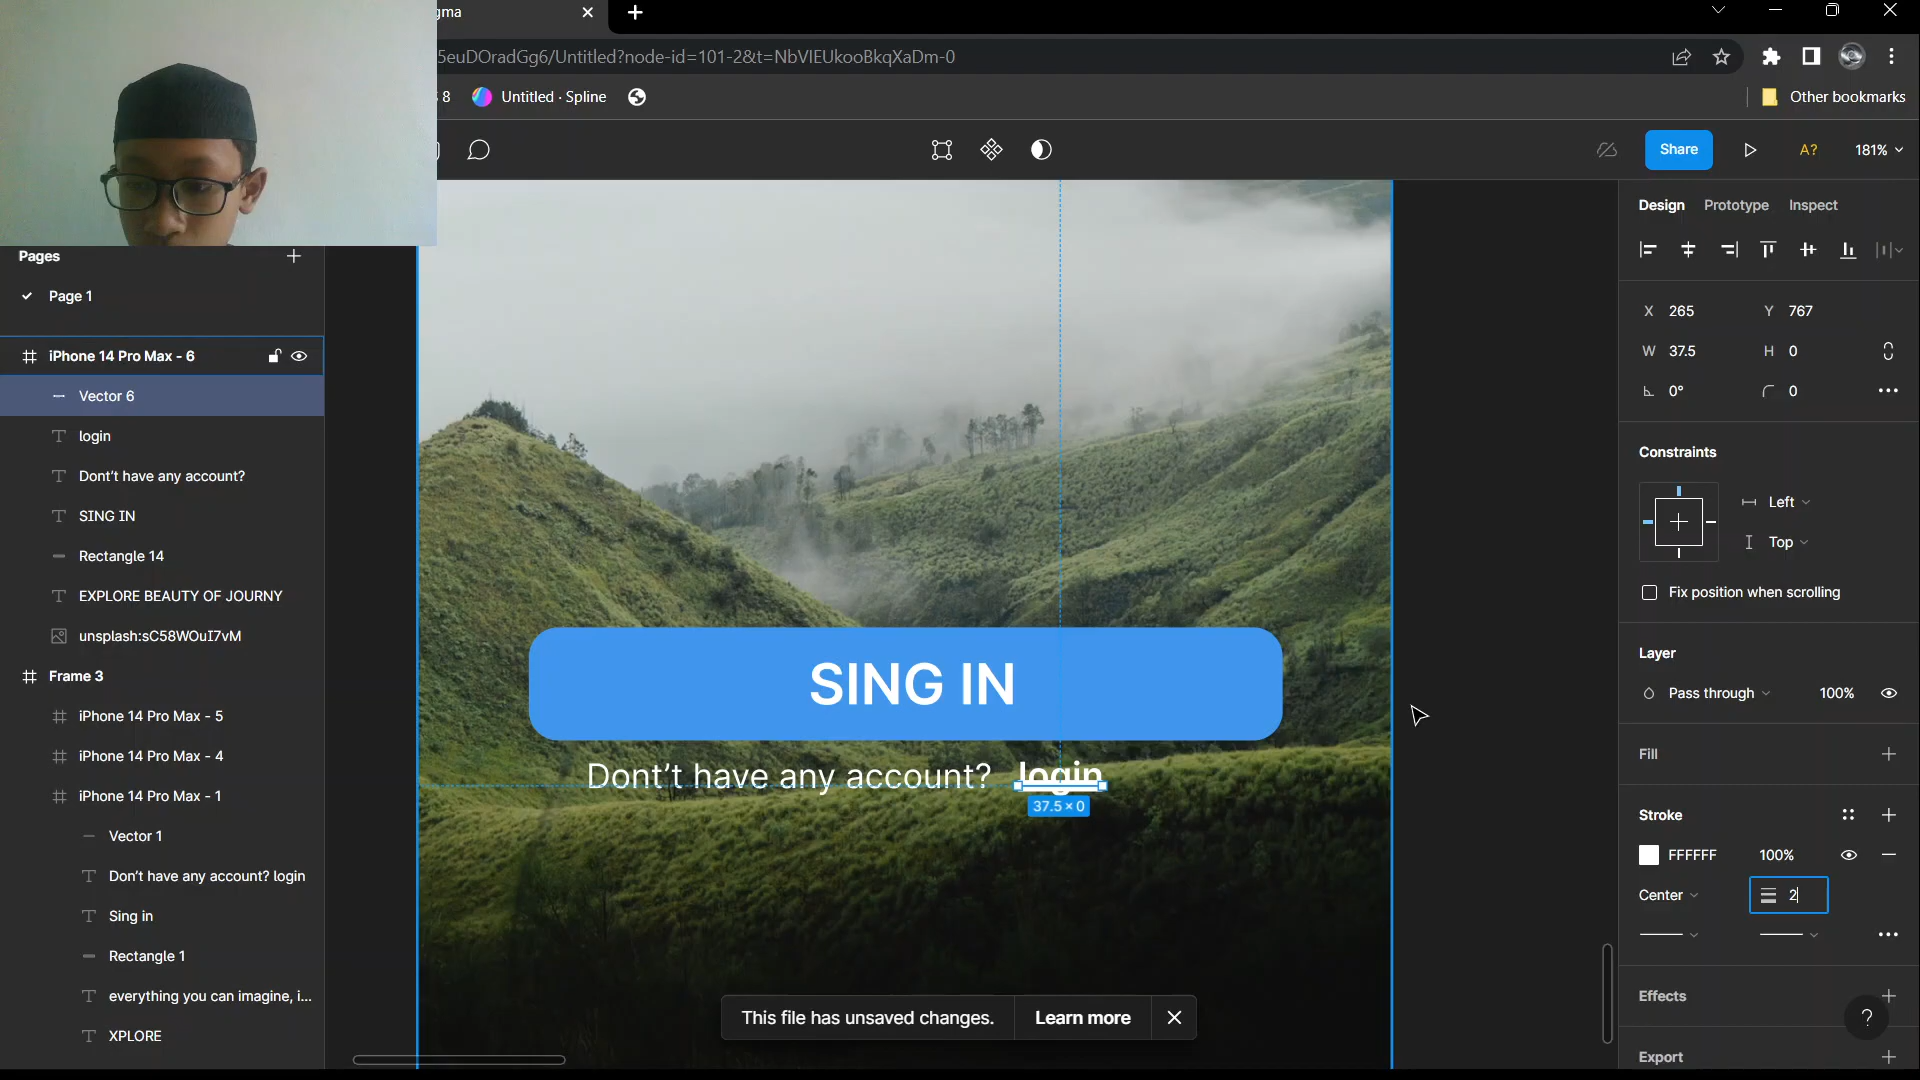 gma
5euDOradGg6/Untitled?node-id=101-2&t=NbVIEUkooBkqXaDm-0
8
Untitled · Spline
Other bookmarks
Share
A?
181%
Pages
Page 1
iPhone 14 Pro Max - 6
Vector 6
login
Dont't have any account?
SING IN
Rectangle 14
EXPLORE BEAUTY OF JOURNY
unsplash:sC58WOuI7vM
Frame 3
iPhone 14 Pro Max - 5
iPhone 14 Pro Max - 4
iPhone 14 Pro Max - 1
Vector 1
Don't have any account? login
Sing in
Rectangle 1
everything you can imagine, i...
XPLORE
SING IN
Dont't have any account? login
37.5 × 0
This file has unsaved changes.
Learn more
Design Prototype Inspect
X 265 Y 767
W 37.5 H 0
0° 0
Constraints
Left
Top
Fix position when scrolling
Layer
Pass through 100%
Fill
Stroke
FFFFFF 100%
Center 2
Effects
?
Export